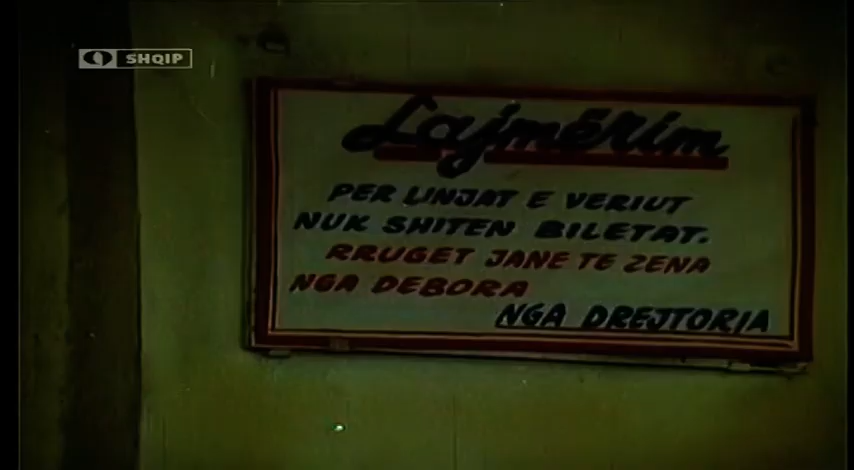 SHQIP
Lajmërim
PER LINJAT E VERIUT
NUK SHITEN BILETAT.
RRUGET JANE TE ZENA
NGA DEBORA
NGA DREJTORIA